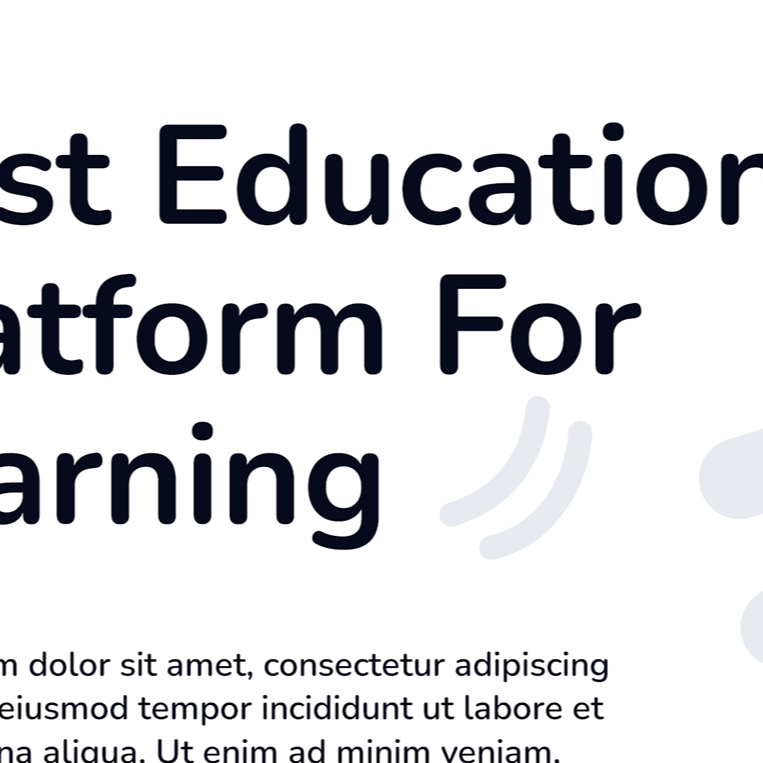 st Education
atform For
arning
m dolor sit amet, consectetur adipiscing
eiusmod tempor incididunt ut labore et
na aliqua. Ut enim ad minim veniam,